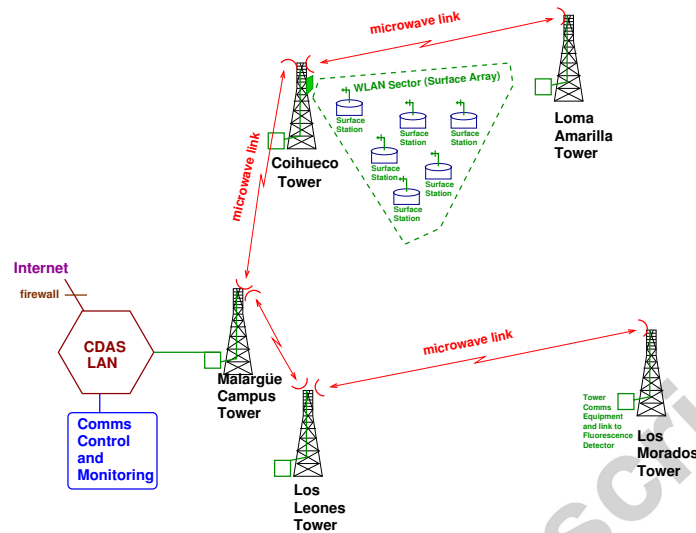 microwave link
WLAN Sector (Surface Array)
Surface
Station
Surface
Station
Surface
Station
Surface
Station
Surface
Station
Surface
Station
Coihueco
Tower
Loma
Amarilla
Tower
microwave link
Internet
firewall
CDAS
LAN
Malargüe
Campus
Tower
microwave link
Comms
Control
and
Monitoring
Los
Leones
Tower
Tower
Comms
Equipment
and link to
Fluorescence
Detector
Los
Morados
Tower
scri